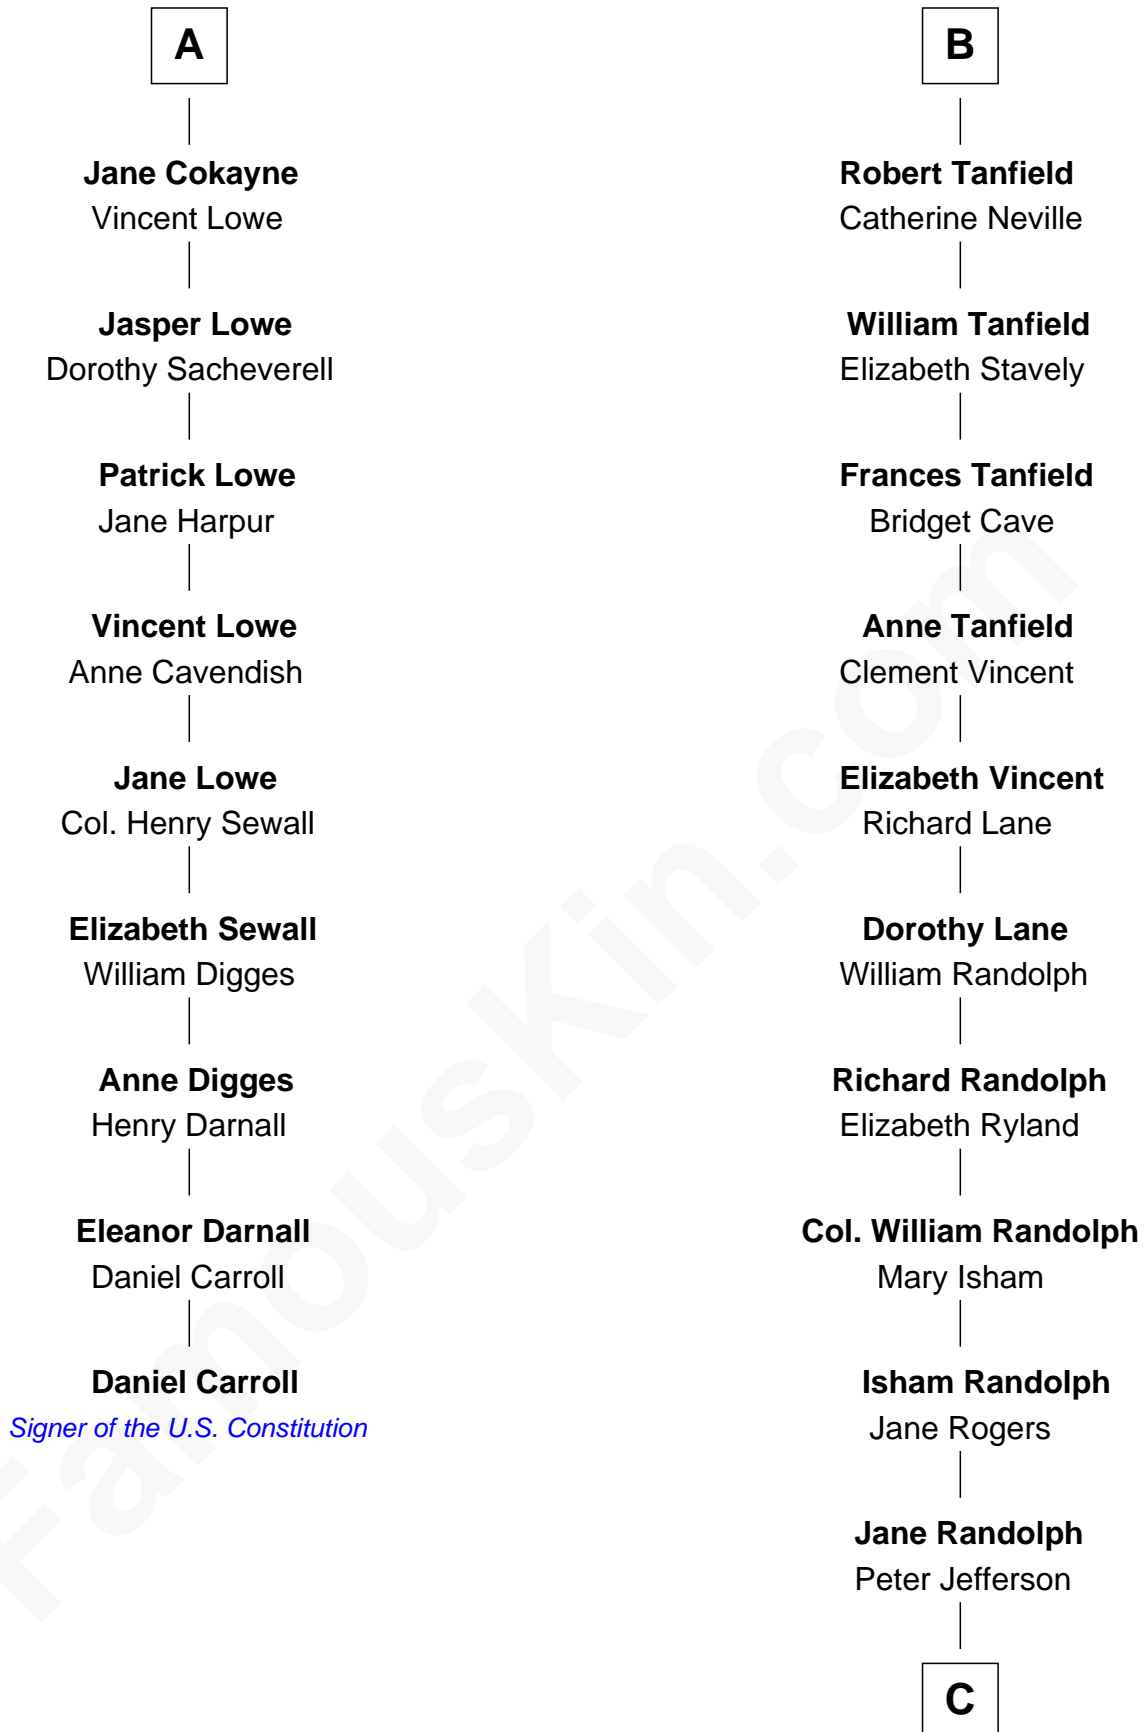 A
Jane Cokayne
Vincent Lowe
Jasper Lowe
Dorothy Sacheverell
Patrick Lowe
Jane Harpur
Vincent Lowe
Anne Cavendish
Jane Lowe
Col. Henry Sewall
Elizabeth Sewall
William Digges
Anne Digges
Henry Darnall
Eleanor Darnall
Daniel Carroll
Daniel Carroll
Signer of the U.S. Constitution
B
Robert Tanfield
Catherine Neville
William Tanfield
Elizabeth Stavely
Frances Tanfield
Bridget Cave
Anne Tanfield
Clement Vincent
Elizabeth Vincent
Richard Lane
Dorothy Lane
William Randolph
Richard Randolph
Elizabeth Ryland
Col. William Randolph
Mary Isham
Isham Randolph
Jane Rogers
Jane Randolph
Peter Jefferson
C
FamousKin.com